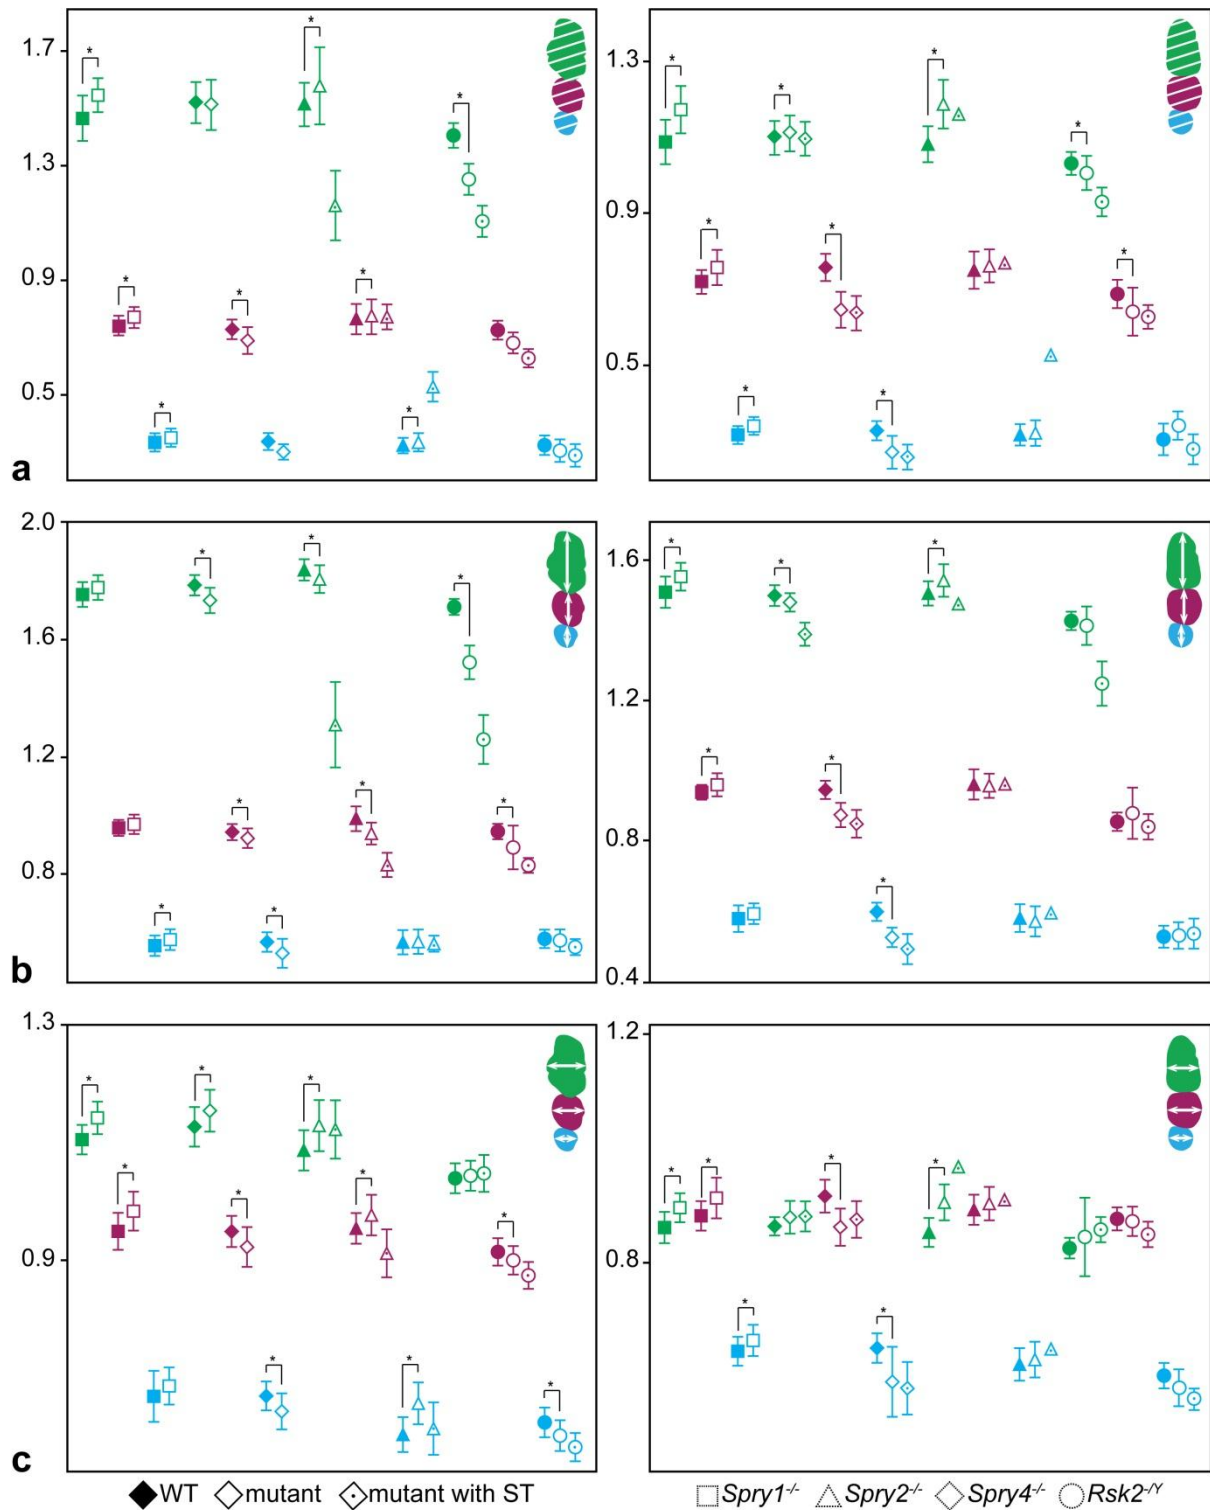 1.7
1.3
0.9
0.5
* * * * * * * *
a
1.3
0.9
0.5
* * * * * * * * *
2.0
1.6
1.2
0.8
* * * * * * * *
b
1.6
1.2
0.8
0.4
* * * * * *
1.3
0.9
* * * * * * * * * *
c
1.2
0.8
* * * * * *
WT mutant mutant with ST Spry1-/- Spry2-/- Spry4-/- Rsk2-/Y